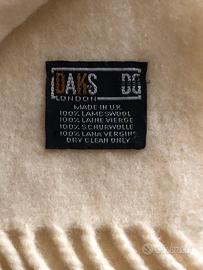 DAKS DG
LONDON
MADE IN U.K
100% LAMBSWOOL
100% LAINE VIERGE
100% SCHURWOLLE
100% LANA VERGINE
DRY CLEAN ONLY